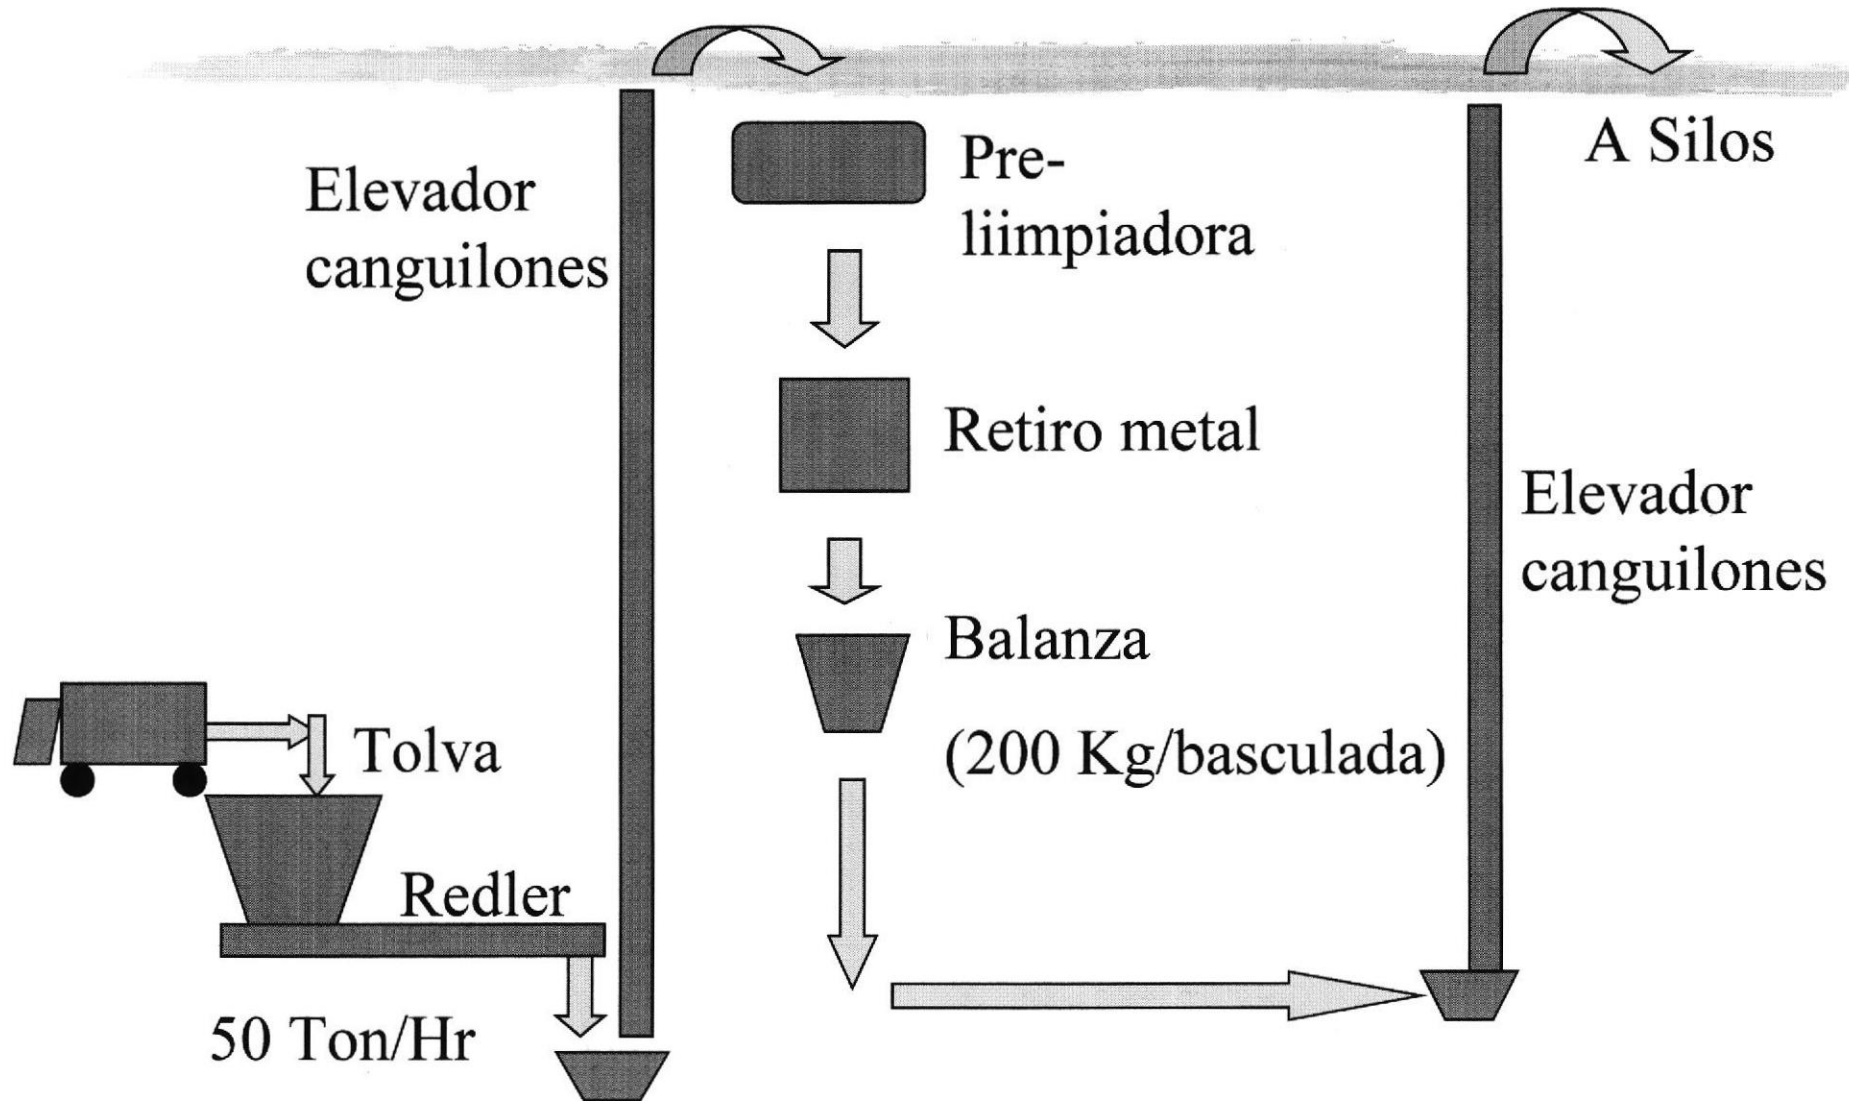 Elevador
canguilones
Pre-
liimpiadora
A Silos
Retiro metal
Elevador
canguilones
Balanza
(200 Kg/basculada)
Tolva
Redler
50 Ton/Hr